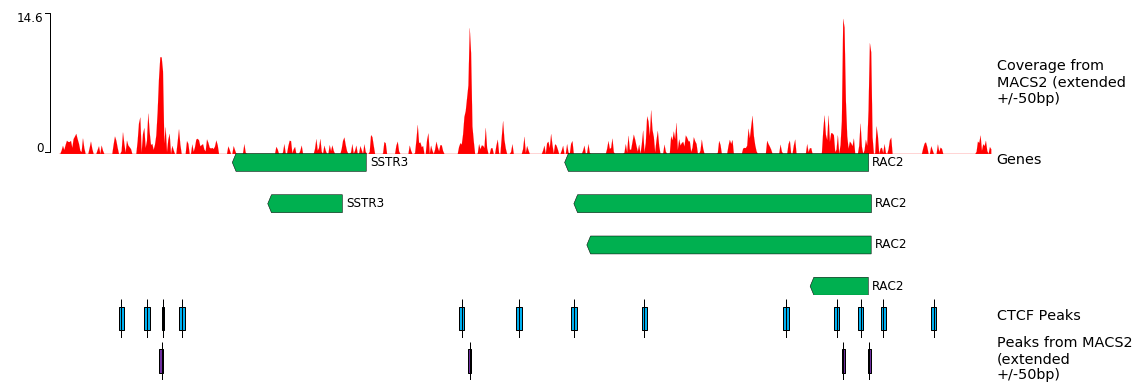 14.6
0
Coverage from
MACS2 (extended
+/-50bp)
Genes
SSTR3
RAC2
SSTR3
RAC2
RAC2
RAC2
CTCF Peaks
Peaks from MACS2
(extended
+/-50bp)